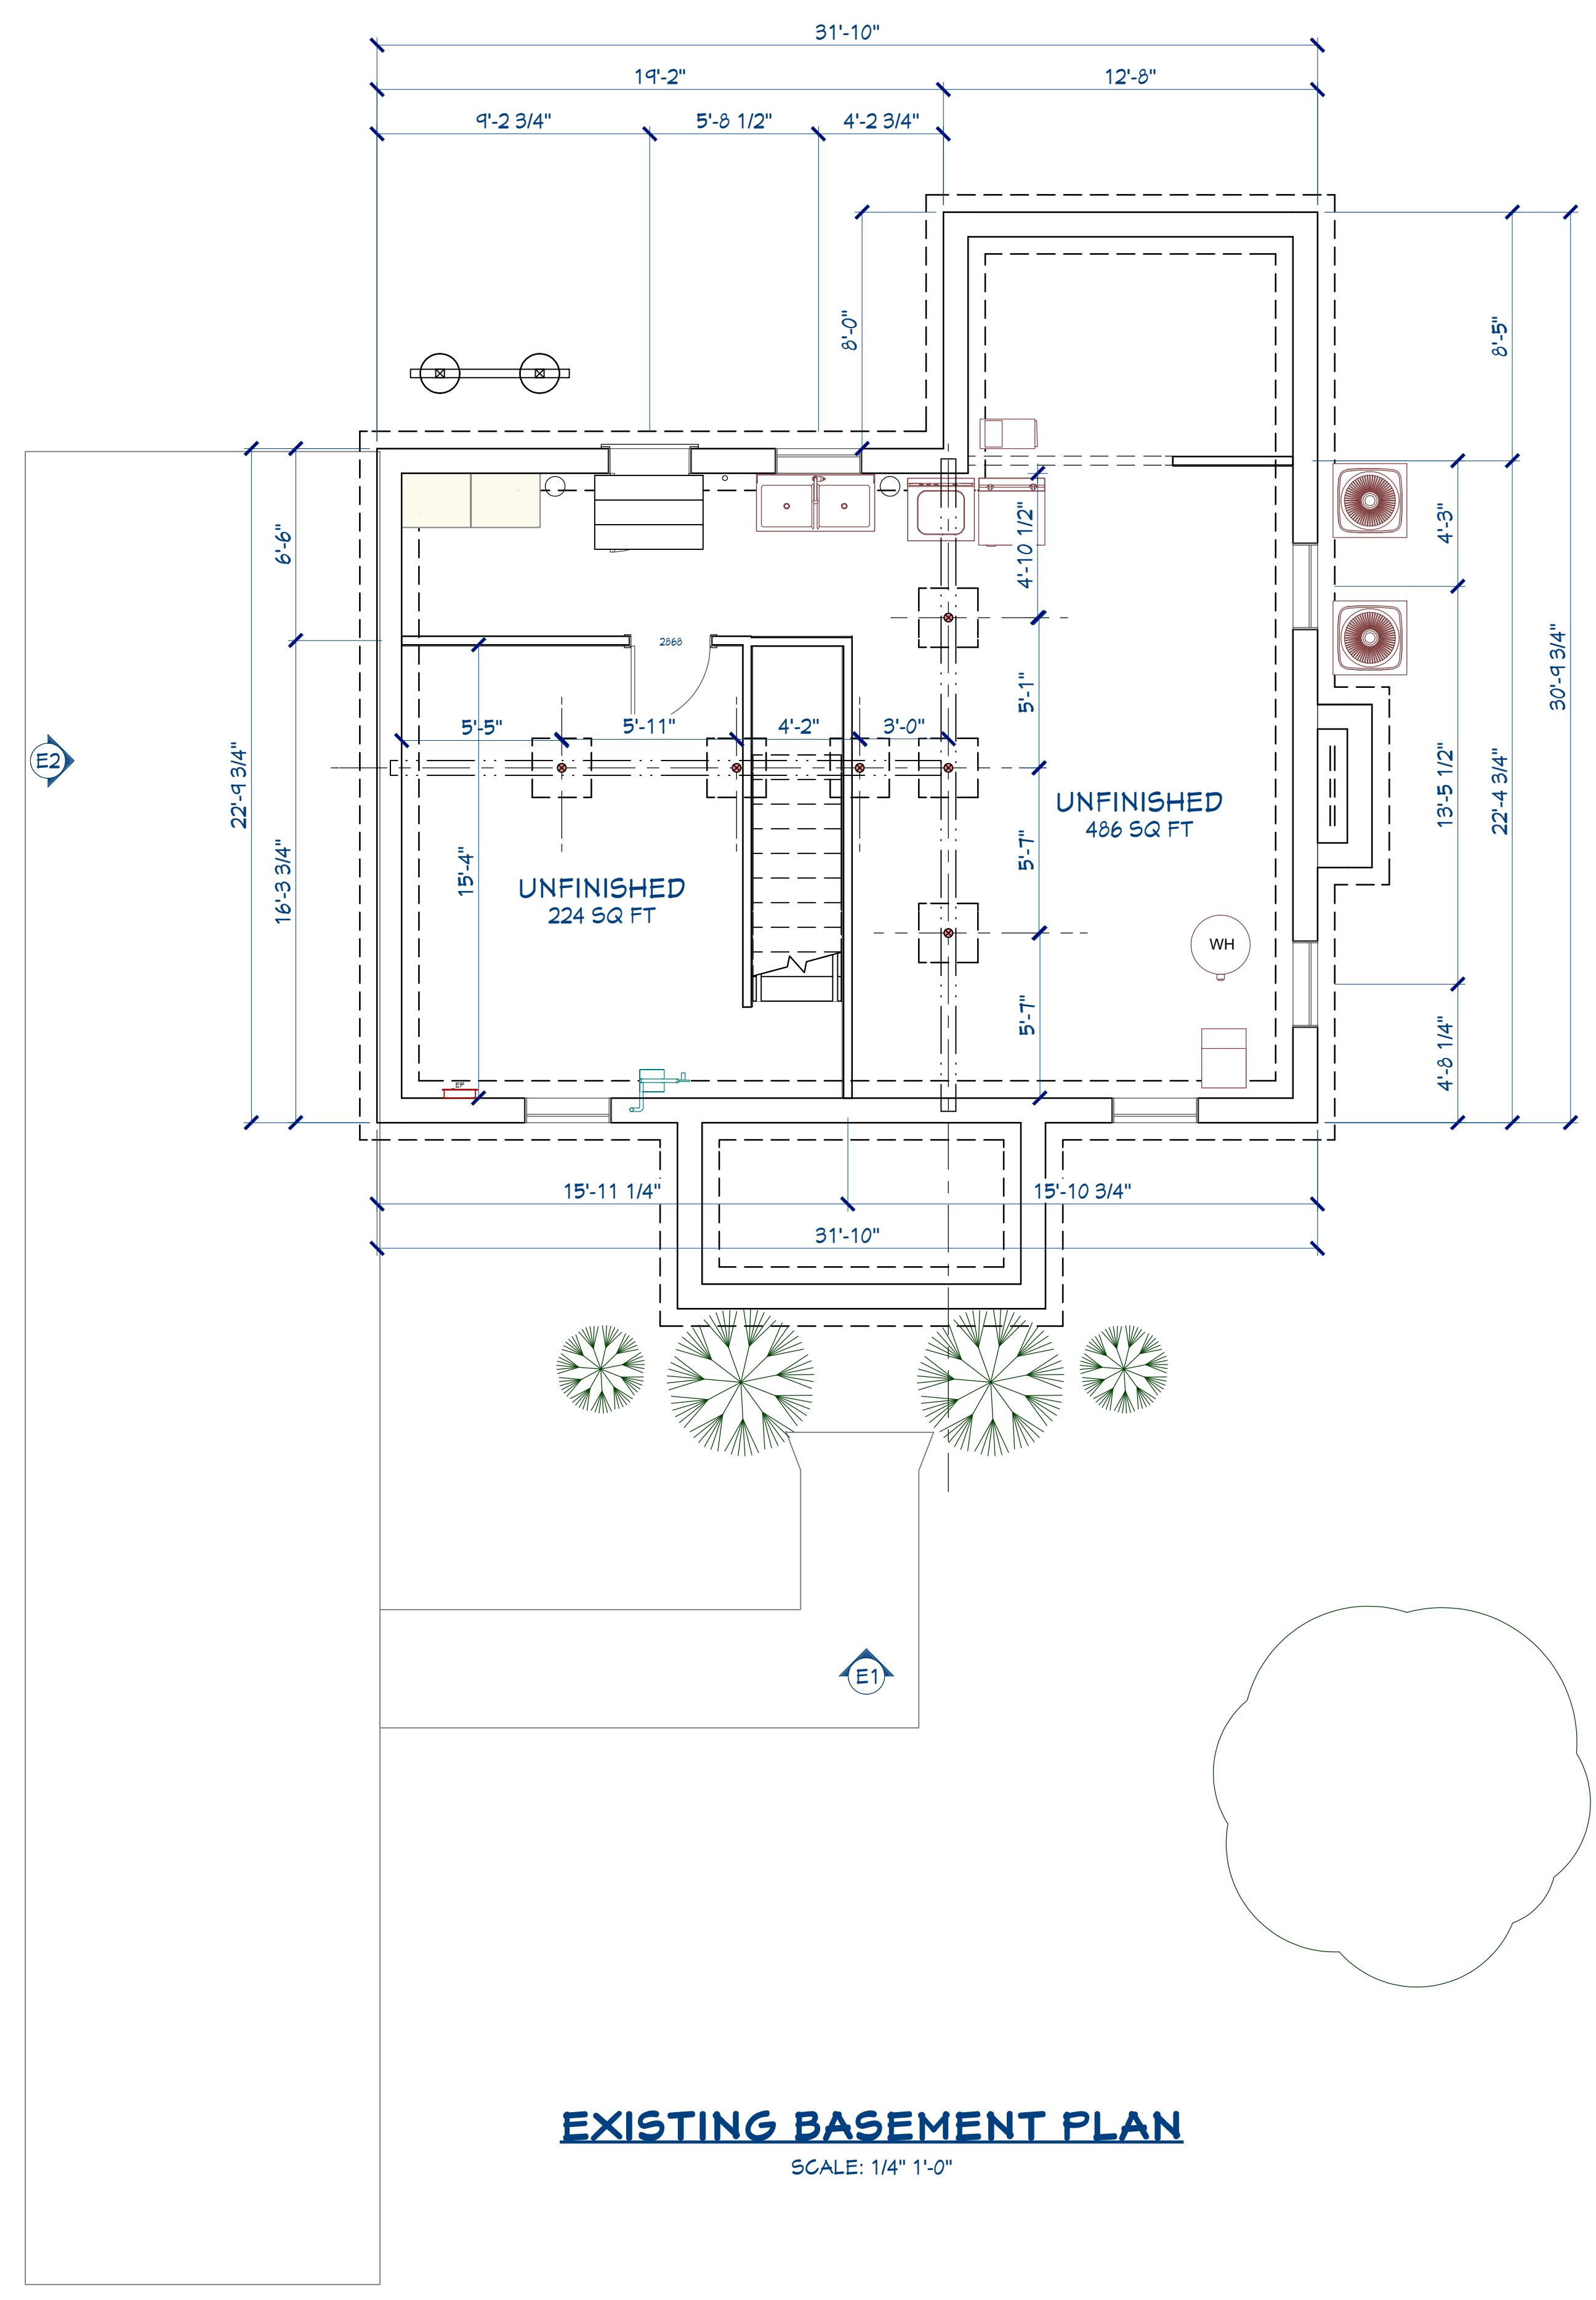 31'-10"
19'-2"
12'-8"
9'-2 3/4"
5'-8 1/2"
4'-2 3/4"
8'-0"
8'-5"
30'-9 3/4"
4'-3"
6'-6"
4'-10 1/2"
2868
5'-1"
5'-5"
5'-11"
4'-2"
3'-0"
E2
22'-9 3/4"
16'-3 3/4"
15'-4"
UNFINISHED
486 SQ FT
13'-5 1/2"
22'-4 3/4"
UNFINISHED
224 SQ FT
5'-7"
WH
5'-7"
4'-8 1/4"
EP
15'-11 1/4"
15'-10 3/4"
31'-10"
E1
EXISTING BASEMENT PLAN
SCALE: 1/4" 1'-0"